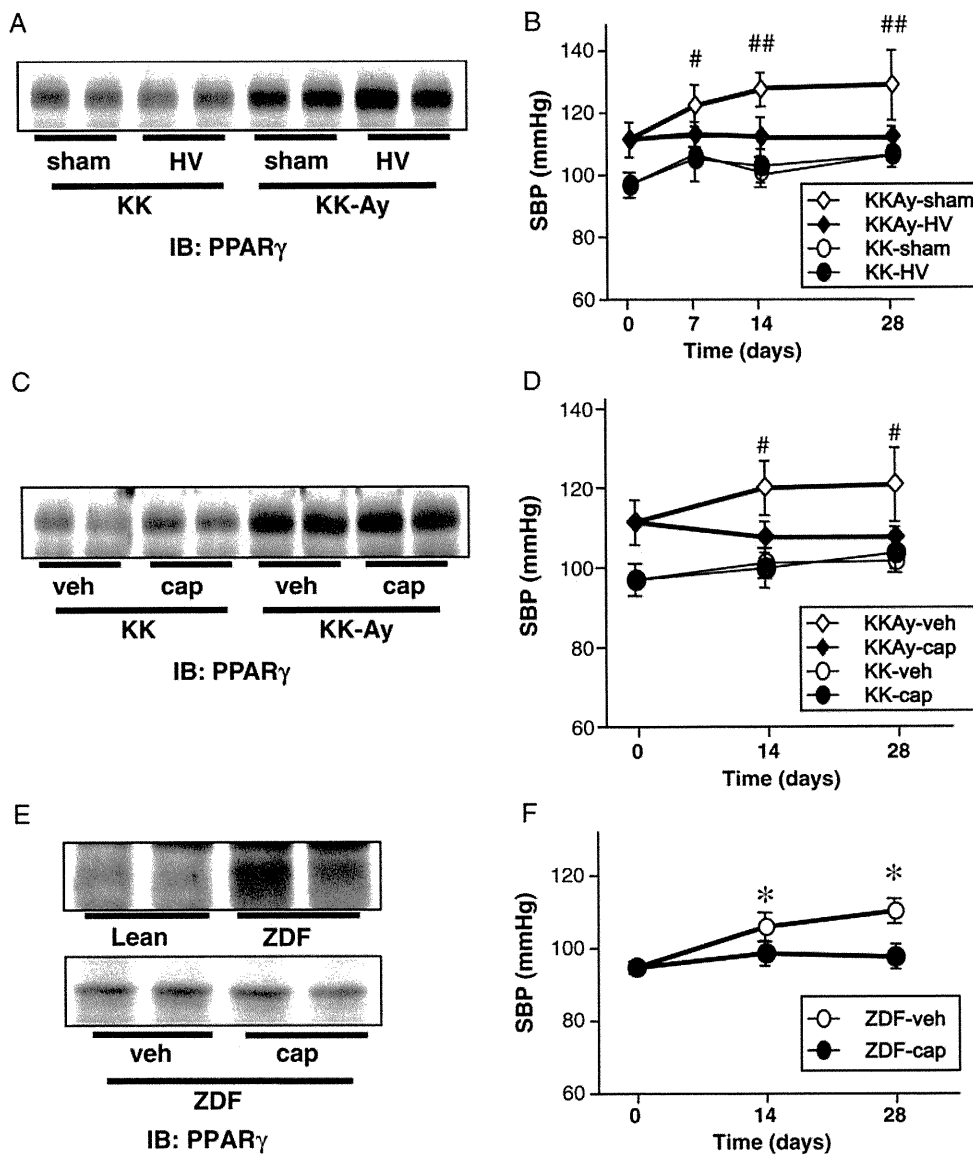 A
sham HV sham HV
KK KK-Ay
IB: PPARγ
B
SBP (mmHg)
140
120
100
80
60
# ## ##
KKAy-sham
KKAy-HV
KK-sham
KK-HV
0 7 14 28
Time (days)
C
veh cap veh cap
KK KK-Ay
IB: PPARγ
D
SBP (mmHg)
140
120
100
80
60
# #
KKAy-veh
KKAy-cap
KK-veh
KK-cap
0 14 28
Time (days)
E
Lean ZDF
veh cap
ZDF
IB: PPARγ
F
SBP (mmHg)
120
100
80
60
* *
ZDF-veh
ZDF-cap
0 14 28
Time (days)